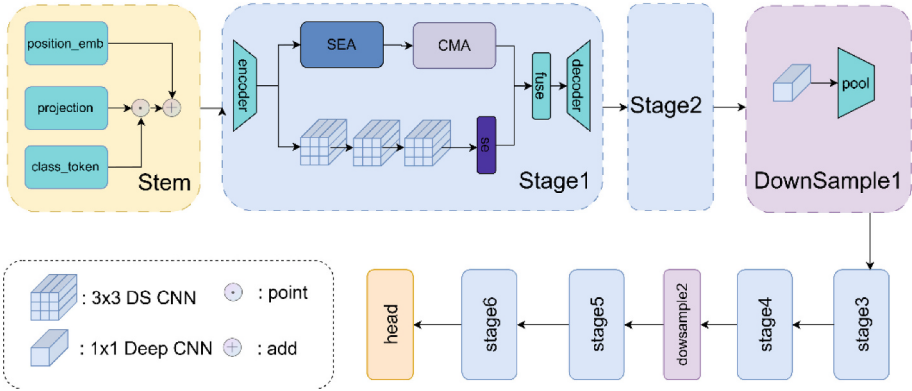 position_emb
projection
class_token
Stem
encoder
SEA
CMA
se
fuse
decoder
Stage1
Stage2
pool
DownSample1
: 3x3 DS CNN
: point
: 1x1 Deep CNN
: add
head
stage6
stage5
dowsample2
stage4
stage3